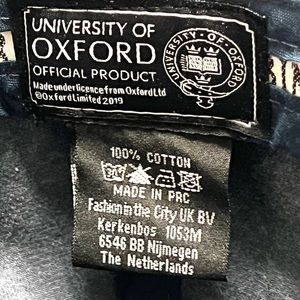 UNIVERSITY OF
OXFORD
OFFICIAL PRODUCT
Made under licence from Oxford Ltd
©Oxford Limited 2019
UNIVERSITY · OF · OXFORD
100% COTTON
MADE IN PRC
Fashion in the City UK BV
Kerkenbos 1053M
6546 BB Nijmegen
The Netherlands